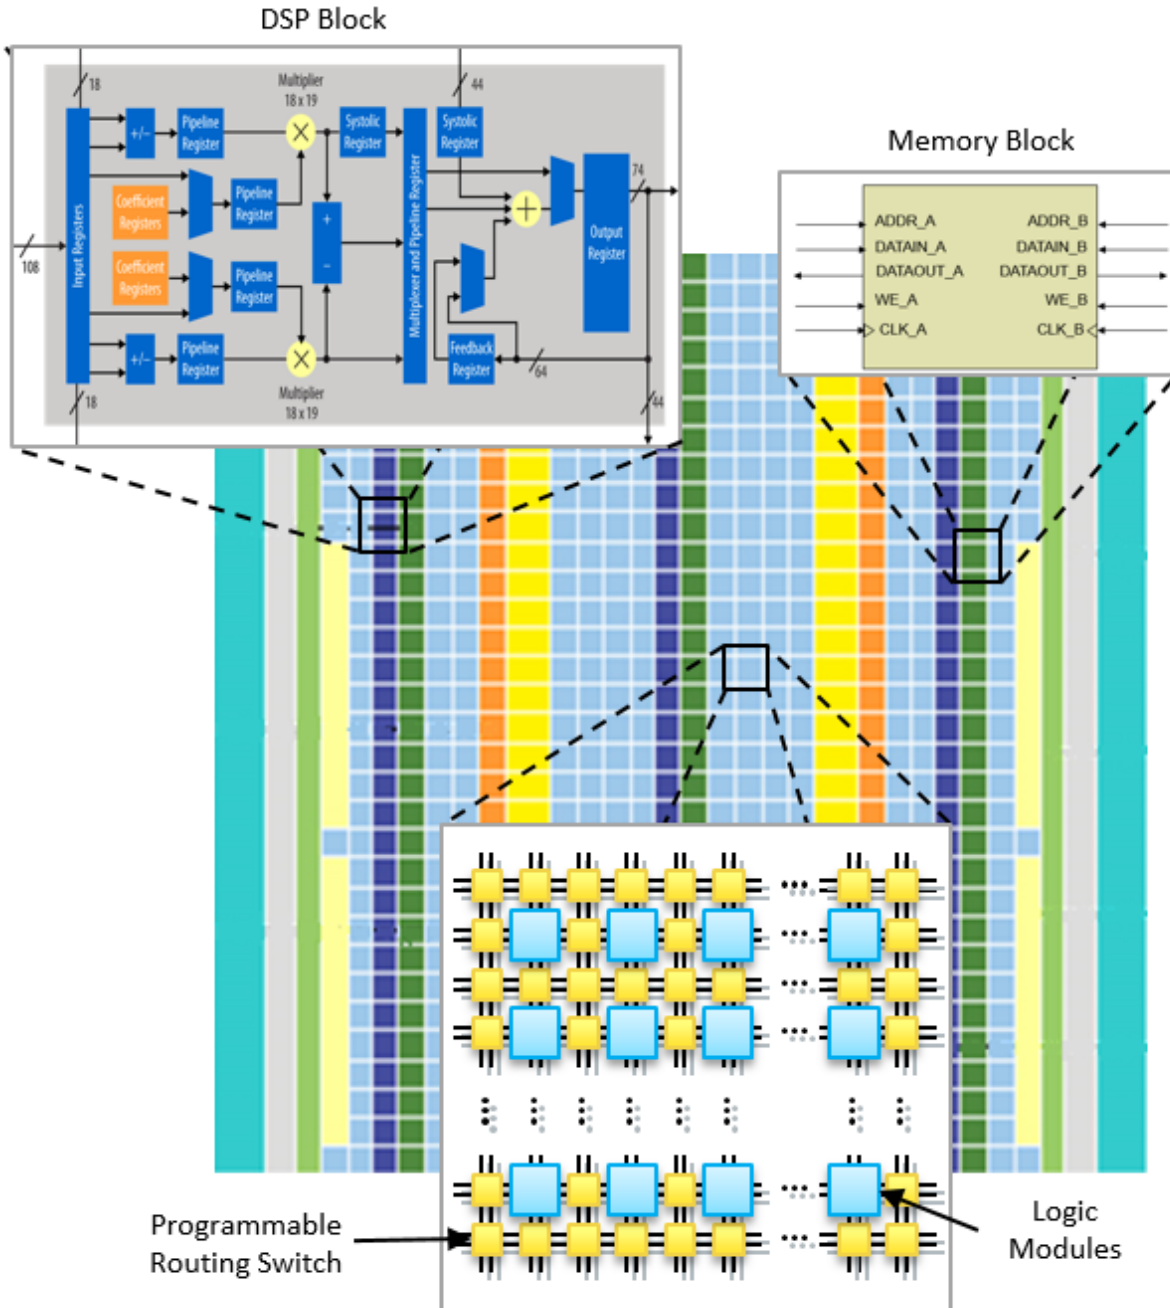 DSP Block
18
44
Multiplier
18 x 19
+/−
Pipeline
Register
×
Systolic
Register
Systolic
Register
Coefficient
Registers
Pipeline
Register
74
Input Registers
+
−
Multiplexer and Pipeline Register
+
Output
Register
108
Coefficient
Registers
Pipeline
Register
+/−
Pipeline
Register
×
Feedback
Register
64
Multiplier
18 x 19
18
44
Memory Block
ADDR_A
ADDR_B
DATAIN_A
DATAIN_B
DATAOUT_A
DATAOUT_B
WE_A
WE_B
CLK_A
CLK_B
Programmable
Routing Switch
Logic
Modules